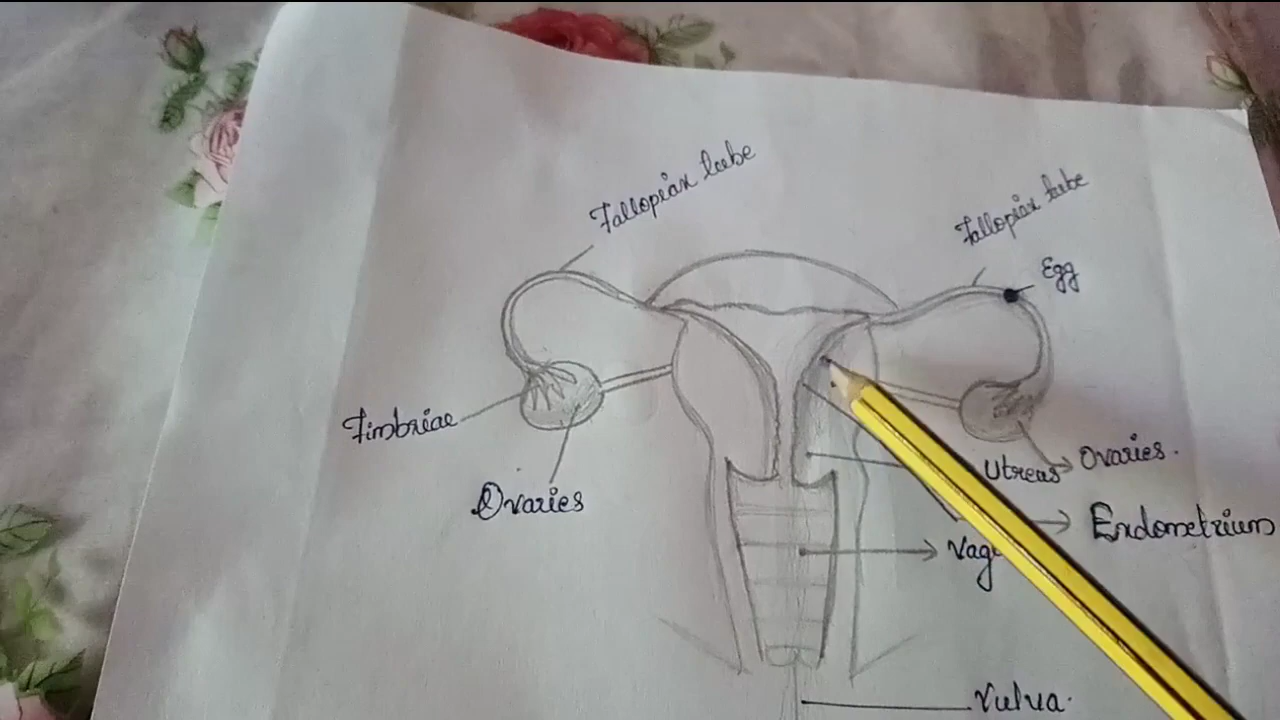 Fallopian tube
Fallopian tube
Egg
Fimbriae
Ovaries
Utreas
Ovaries.
Endometrium
Vulva.